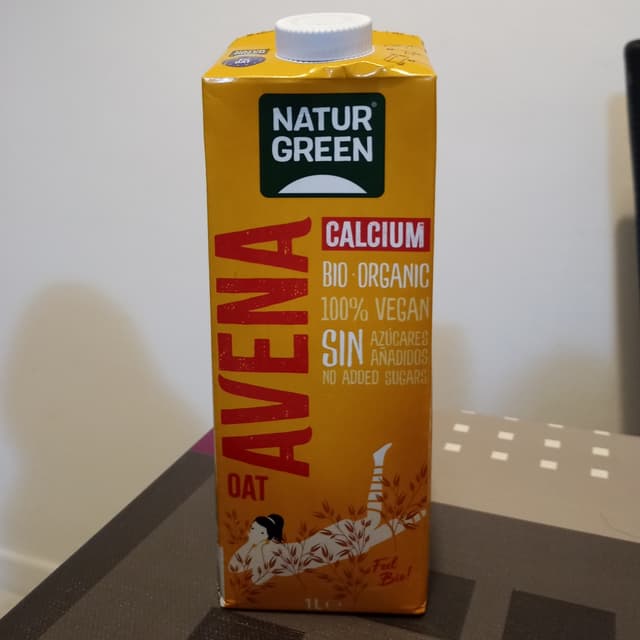 NATUR
GREEN
CALCIUM
BIO · ORGANIC
100% VEGAN
SIN AZÚCARES
AÑADIDOS
NO ADDED SUGARS
AVENA
OAT
Feel
Bio!
1L